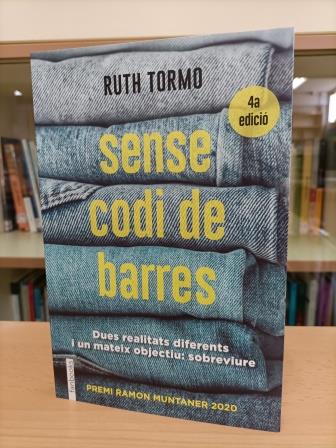 RUTH TORMO
4a
edició
sense
codi de
barres
Dues realitats diferents
i un mateix objectiu: sobreviure
fanbooks
PREMI RAMON MUNTANER 2020